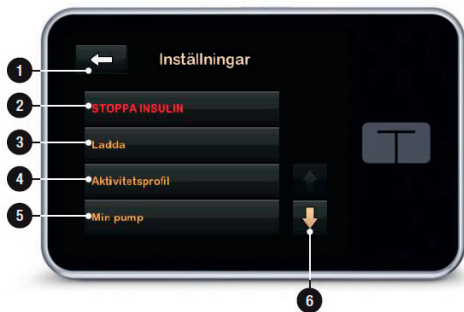 1
Inställningar
2
STOPPA INSULIN
3
Ladda
4
Aktivitetsprofil
5
Min pump
6